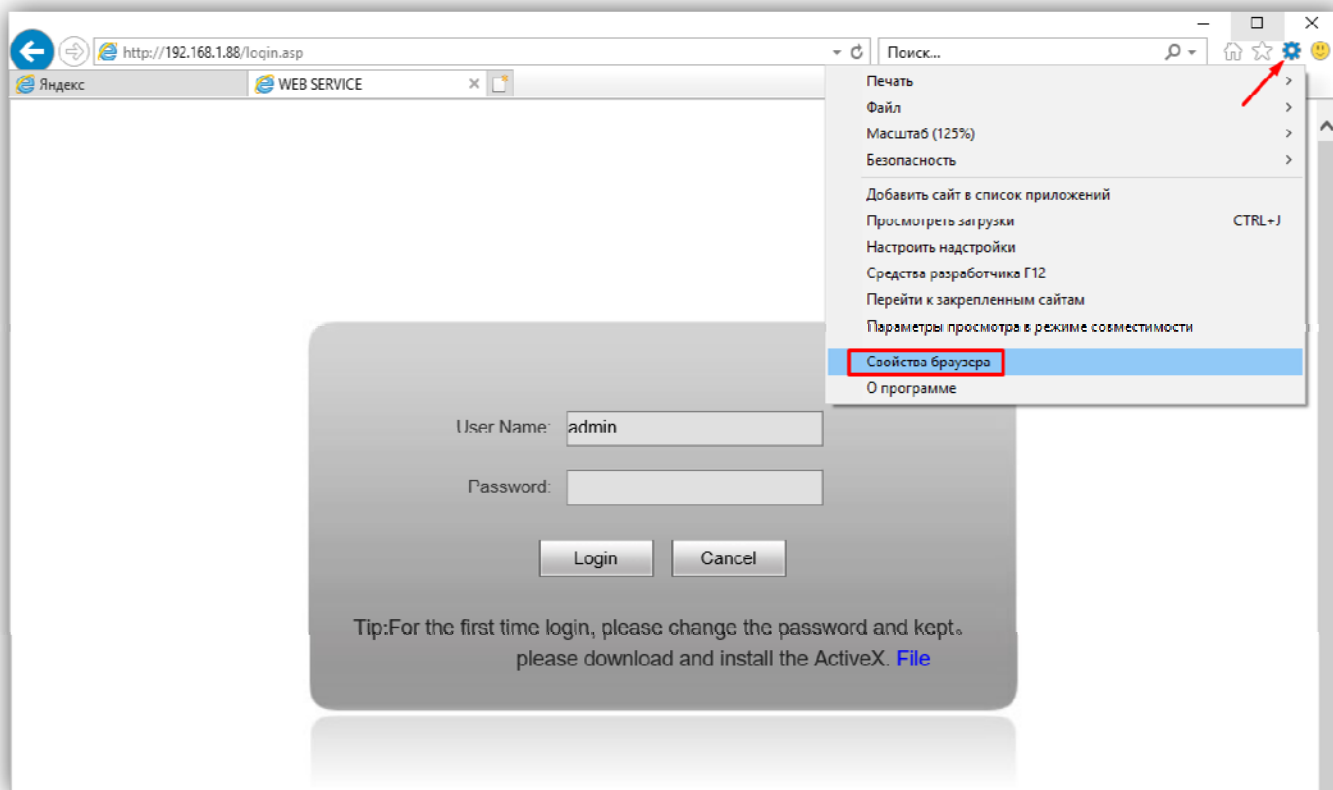 http://192.168.1.88/login.asp
Поиск...
Яндекс
WEB SERVICE
Печать
Файл
Масштаб (125%)
Безопасность
Добавить сайт в список приложений
Просмотреть загрузки CTRL+J
Настроить надстройки
Средства разработчика F12
Перейти к закрепленным сайтам
Параметры просмотра в режиме совместимости
Свойства браузера
О программе
User Name: admin
Password:
Login Cancel
Tip:For the first time login, please change the password and kept。
please download and install the ActiveX. File